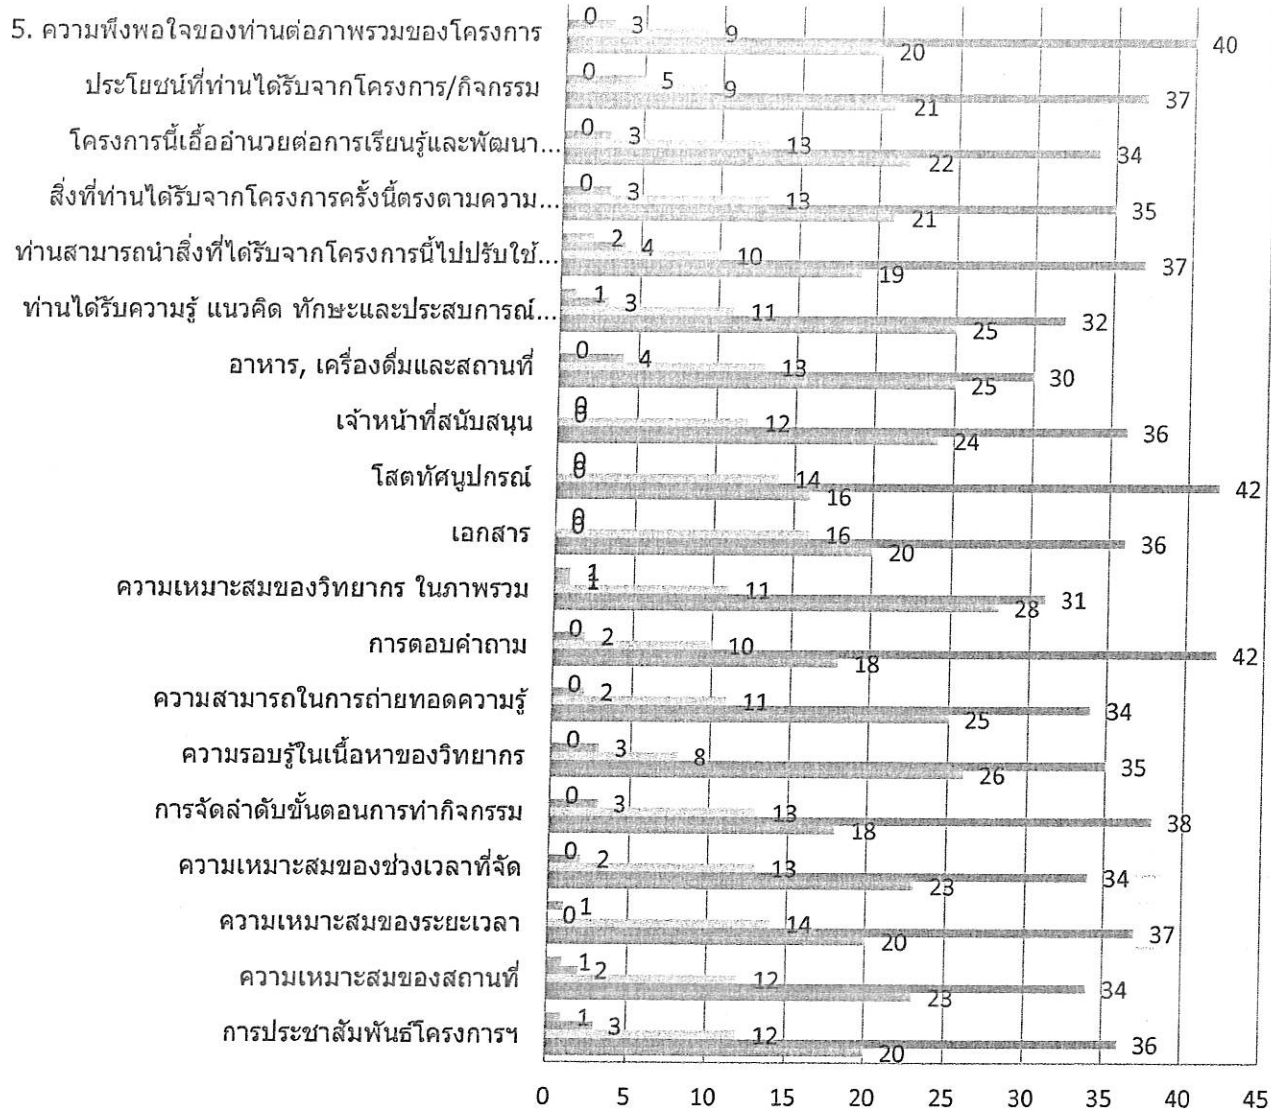 5. ความพึงพอใจของท่านต่อภาพรวมของโครงการ 0 3 9 40 20
ประโยชน์ที่ท่านได้รับจากโครงการ/กิจกรรม 0 5 9 37 21
โครงการนี้เอื้ออำนวยต่อการเรียนรู้และพัฒนา... 0 3 13 34 22
สิ่งที่ท่านได้รับจากโครงการครั้งนี้ตรงตามความ... 0 3 13 35 21
ท่านสามารถนำสิ่งที่ได้รับจากโครงการนี้ไปปรับใช้... 2 4 10 37 19
ท่านได้รับความรู้ แนวคิด ทักษะและประสบการณ์... 1 3 11 32 25
อาหาร, เครื่องดื่มและสถานที่ 0 4 13 30 25
เจ้าหน้าที่สนับสนุน 0 0 12 36 24
โสตทัศนูปกรณ์ 0 0 14 42 16
เอกสาร 0 0 16 36 20
ความเหมาะสมของวิทยากร ในภาพรวม 1 1 11 31 28
การตอบคำถาม 0 2 10 42 18
ความสามารถในการถ่ายทอดความรู้ 0 2 11 34 25
ความรอบรู้ในเนื้อหาของวิทยากร 0 3 8 35 26
การจัดลำดับขั้นตอนการทำกิจกรรม 0 3 13 38 18
ความเหมาะสมของช่วงเวลาที่จัด 0 2 13 34 23
ความเหมาะสมของระยะเวลา 1 0 14 37 20
ความเหมาะสมของสถานที่ 1 2 12 34 23
การประชาสัมพันธ์โครงการฯ 1 3 12 36 20
0 5 10 15 20 25 30 35 40 45